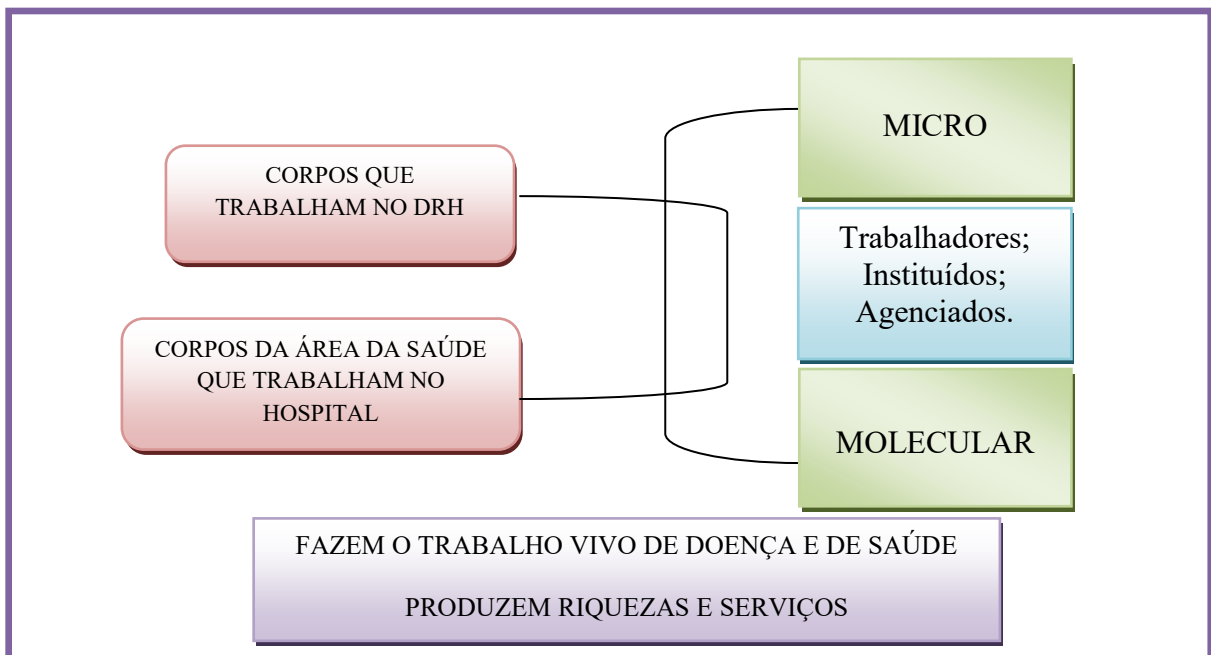 CORPOS QUE
TRABALHAM NO DRH
CORPOS DA ÁREA DA SAÚDE
QUE TRABALHAM NO
HOSPITAL
MICRO
Trabalhadores;
Instituídos;
Agenciados.
MOLECULAR
FAZEM O TRABALHO VIVO DE DOENÇA E DE SAÚDE
PRODUZEM RIQUEZAS E SERVIÇOS